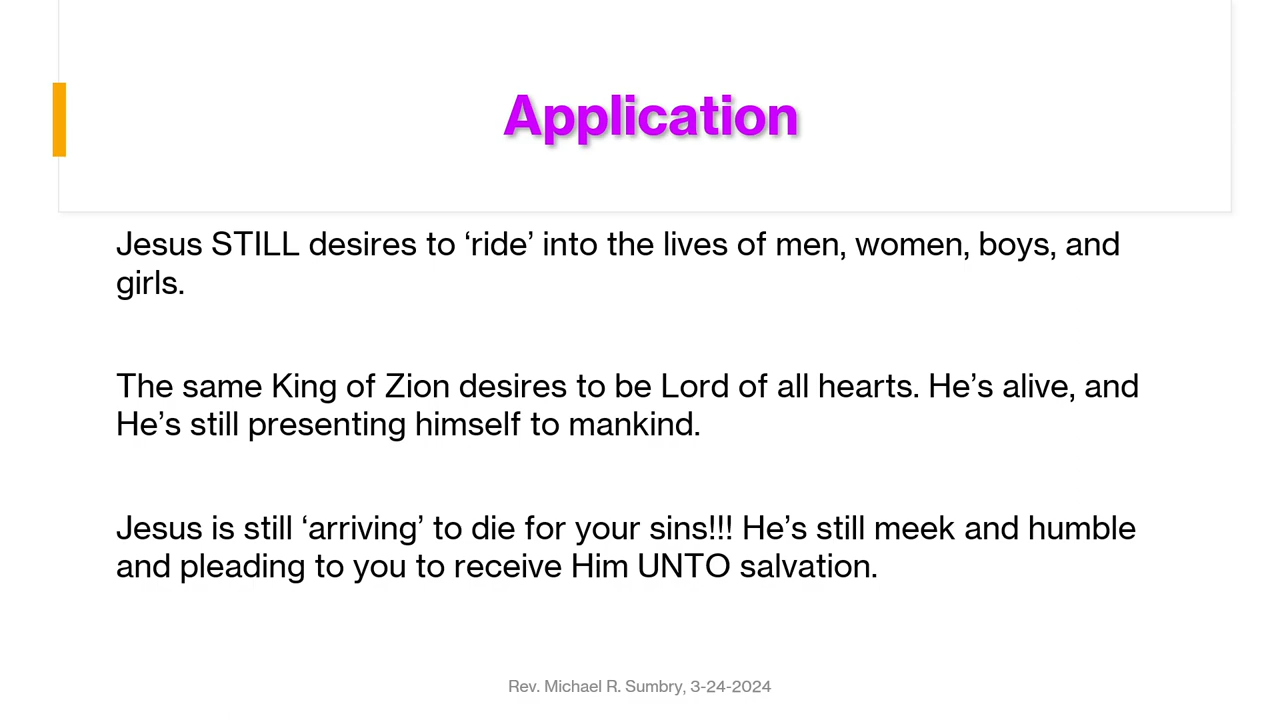 Application
Jesus STILL desires to ‘ride’ into the lives of men, women, boys, and
girls.
The same King of Zion desires to be Lord of all hearts. He’s alive, and
He’s still presenting himself to mankind.
Jesus is still ‘arriving’ to die for your sins!!! He’s still meek and humble
and pleading to you to receive Him UNTO salvation.
Rev. Michael R. Sumbry, 3-24-2024